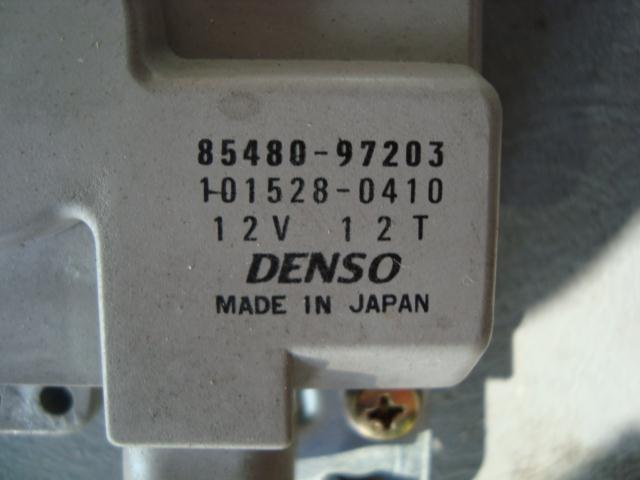 85480-97203
101528-0410
12V 12T
DENSO
MADE IN JAPAN